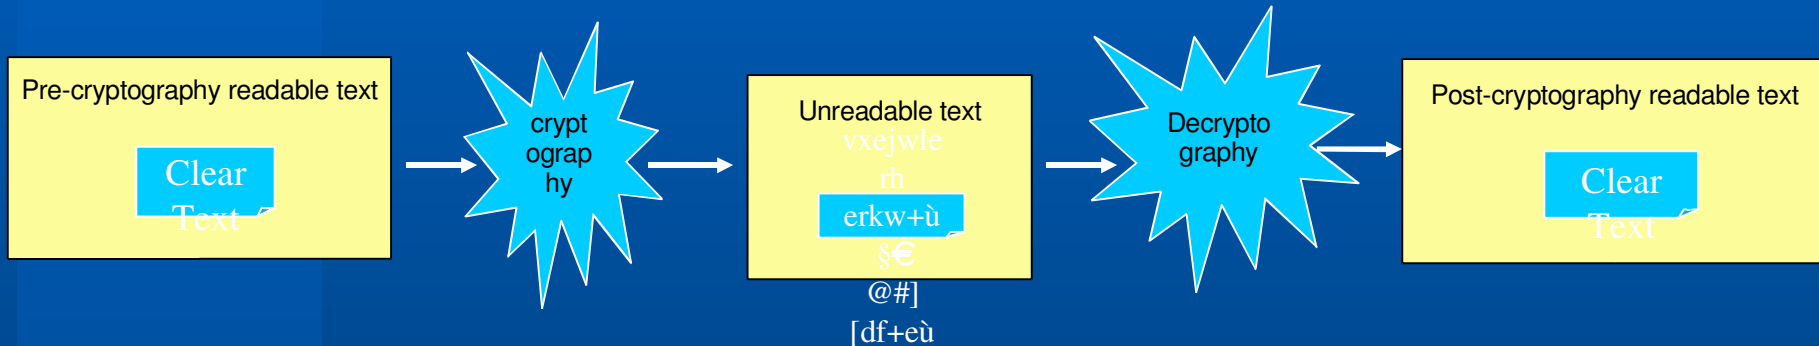 Pre-cryptography readable text
Clear
Text
crypt
ograp
hy
Unreadable text
vxejwle
rh
erkw+ù
§€
@#]
[df+eù
Decrypto
graphy
Post-cryptography readable text
Clear
Text